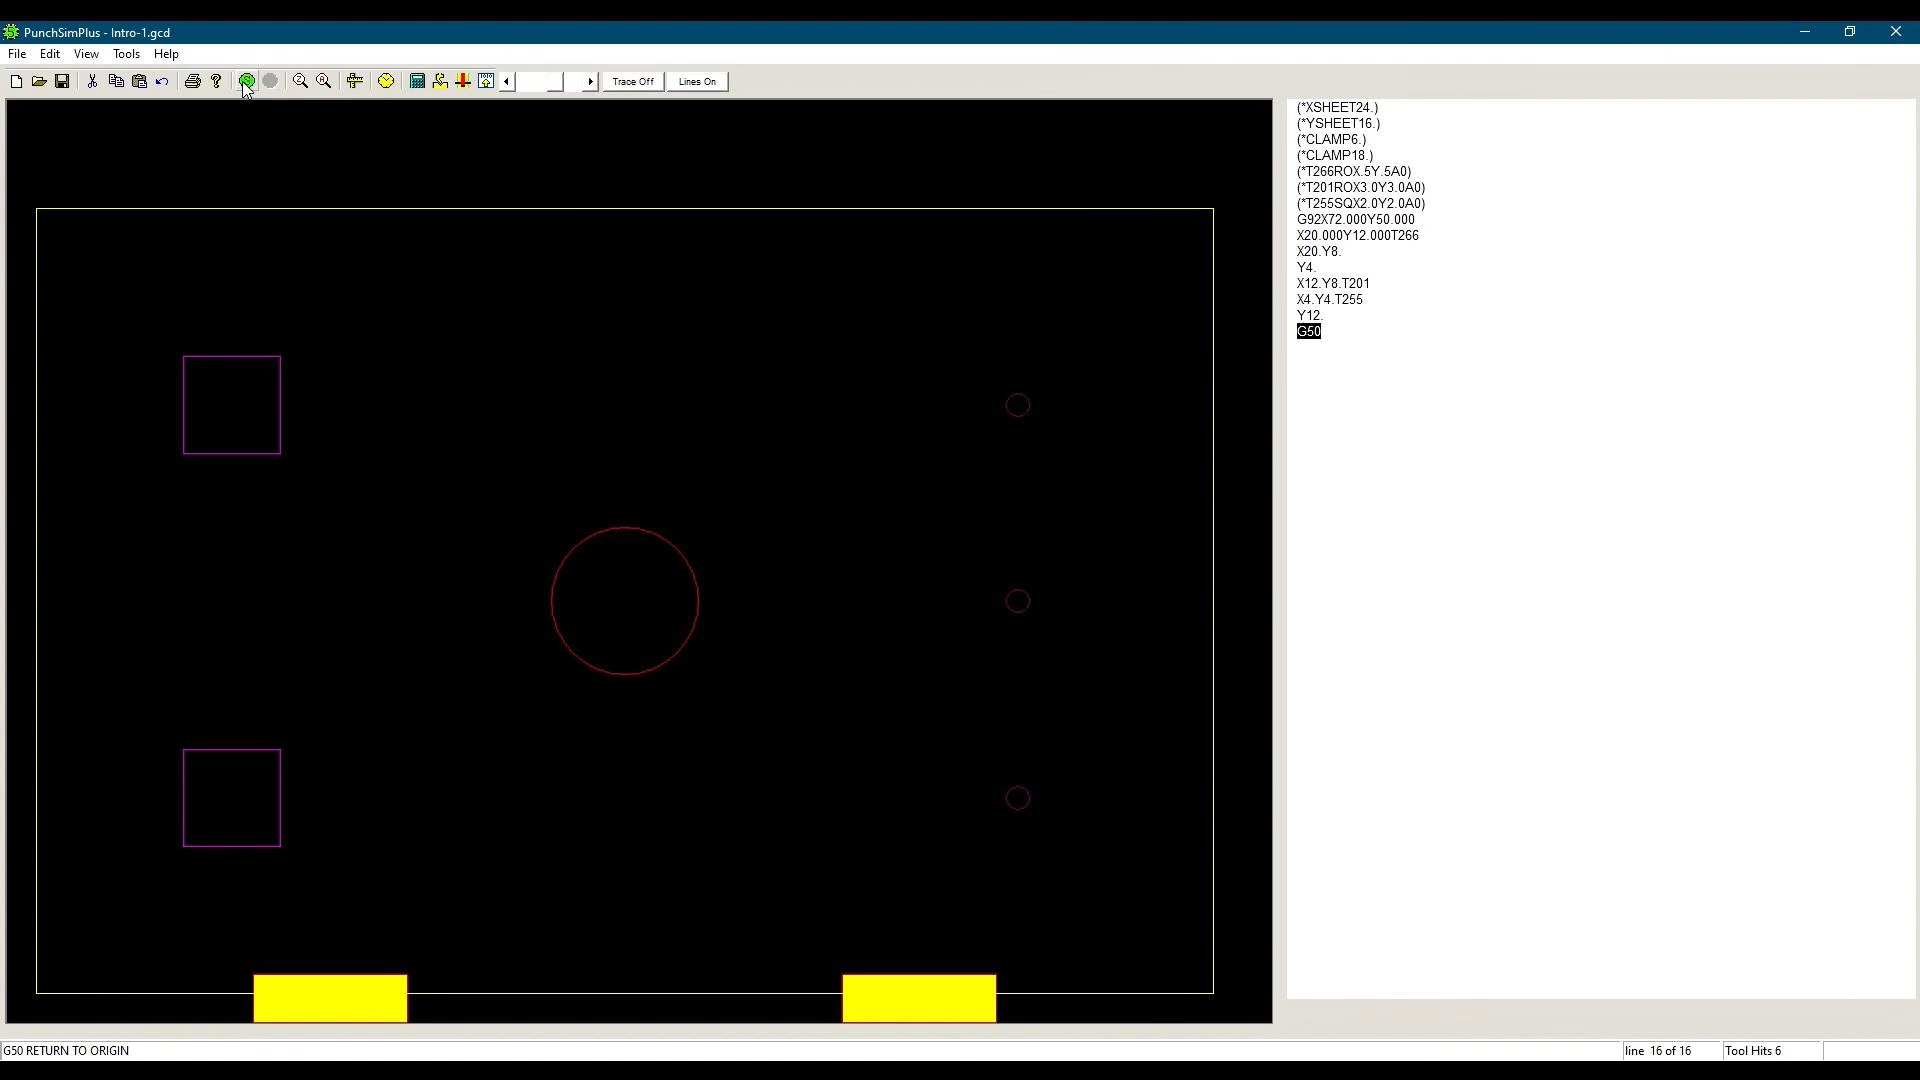 PunchSimPlus - Intro-1.gcd
File Edit View Tools Help
Trace Off Lines On
(*XSHEET24.)
(*YSHEET16.)
(*CLAMP6.)
(*CLAMP18.)
(*T266ROX.5Y.5A0)
(*T201ROX3.0Y3.0A0)
(*T255SQX2.0Y2.0A0)
G92X72.000Y50.000
X20.000Y12.000T266
X20.Y8.
Y4.
X12.Y8.T201
X4.Y4.T255
Y12.
G50
G50 RETURN TO ORIGIN line 16 of 16 Tool Hits 6